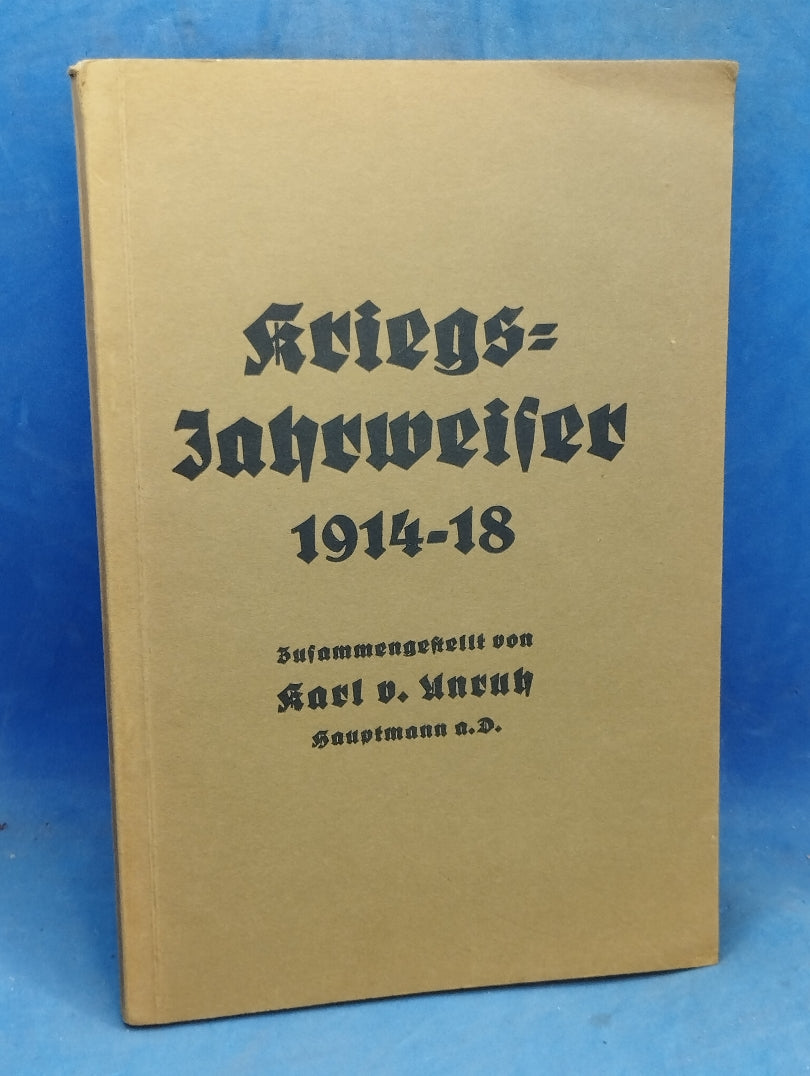 Kriegs=
Jahrweiſer
1914-18
Zuſammengeſtellt von
Karl v. Unruh
Hauptmann a.D.